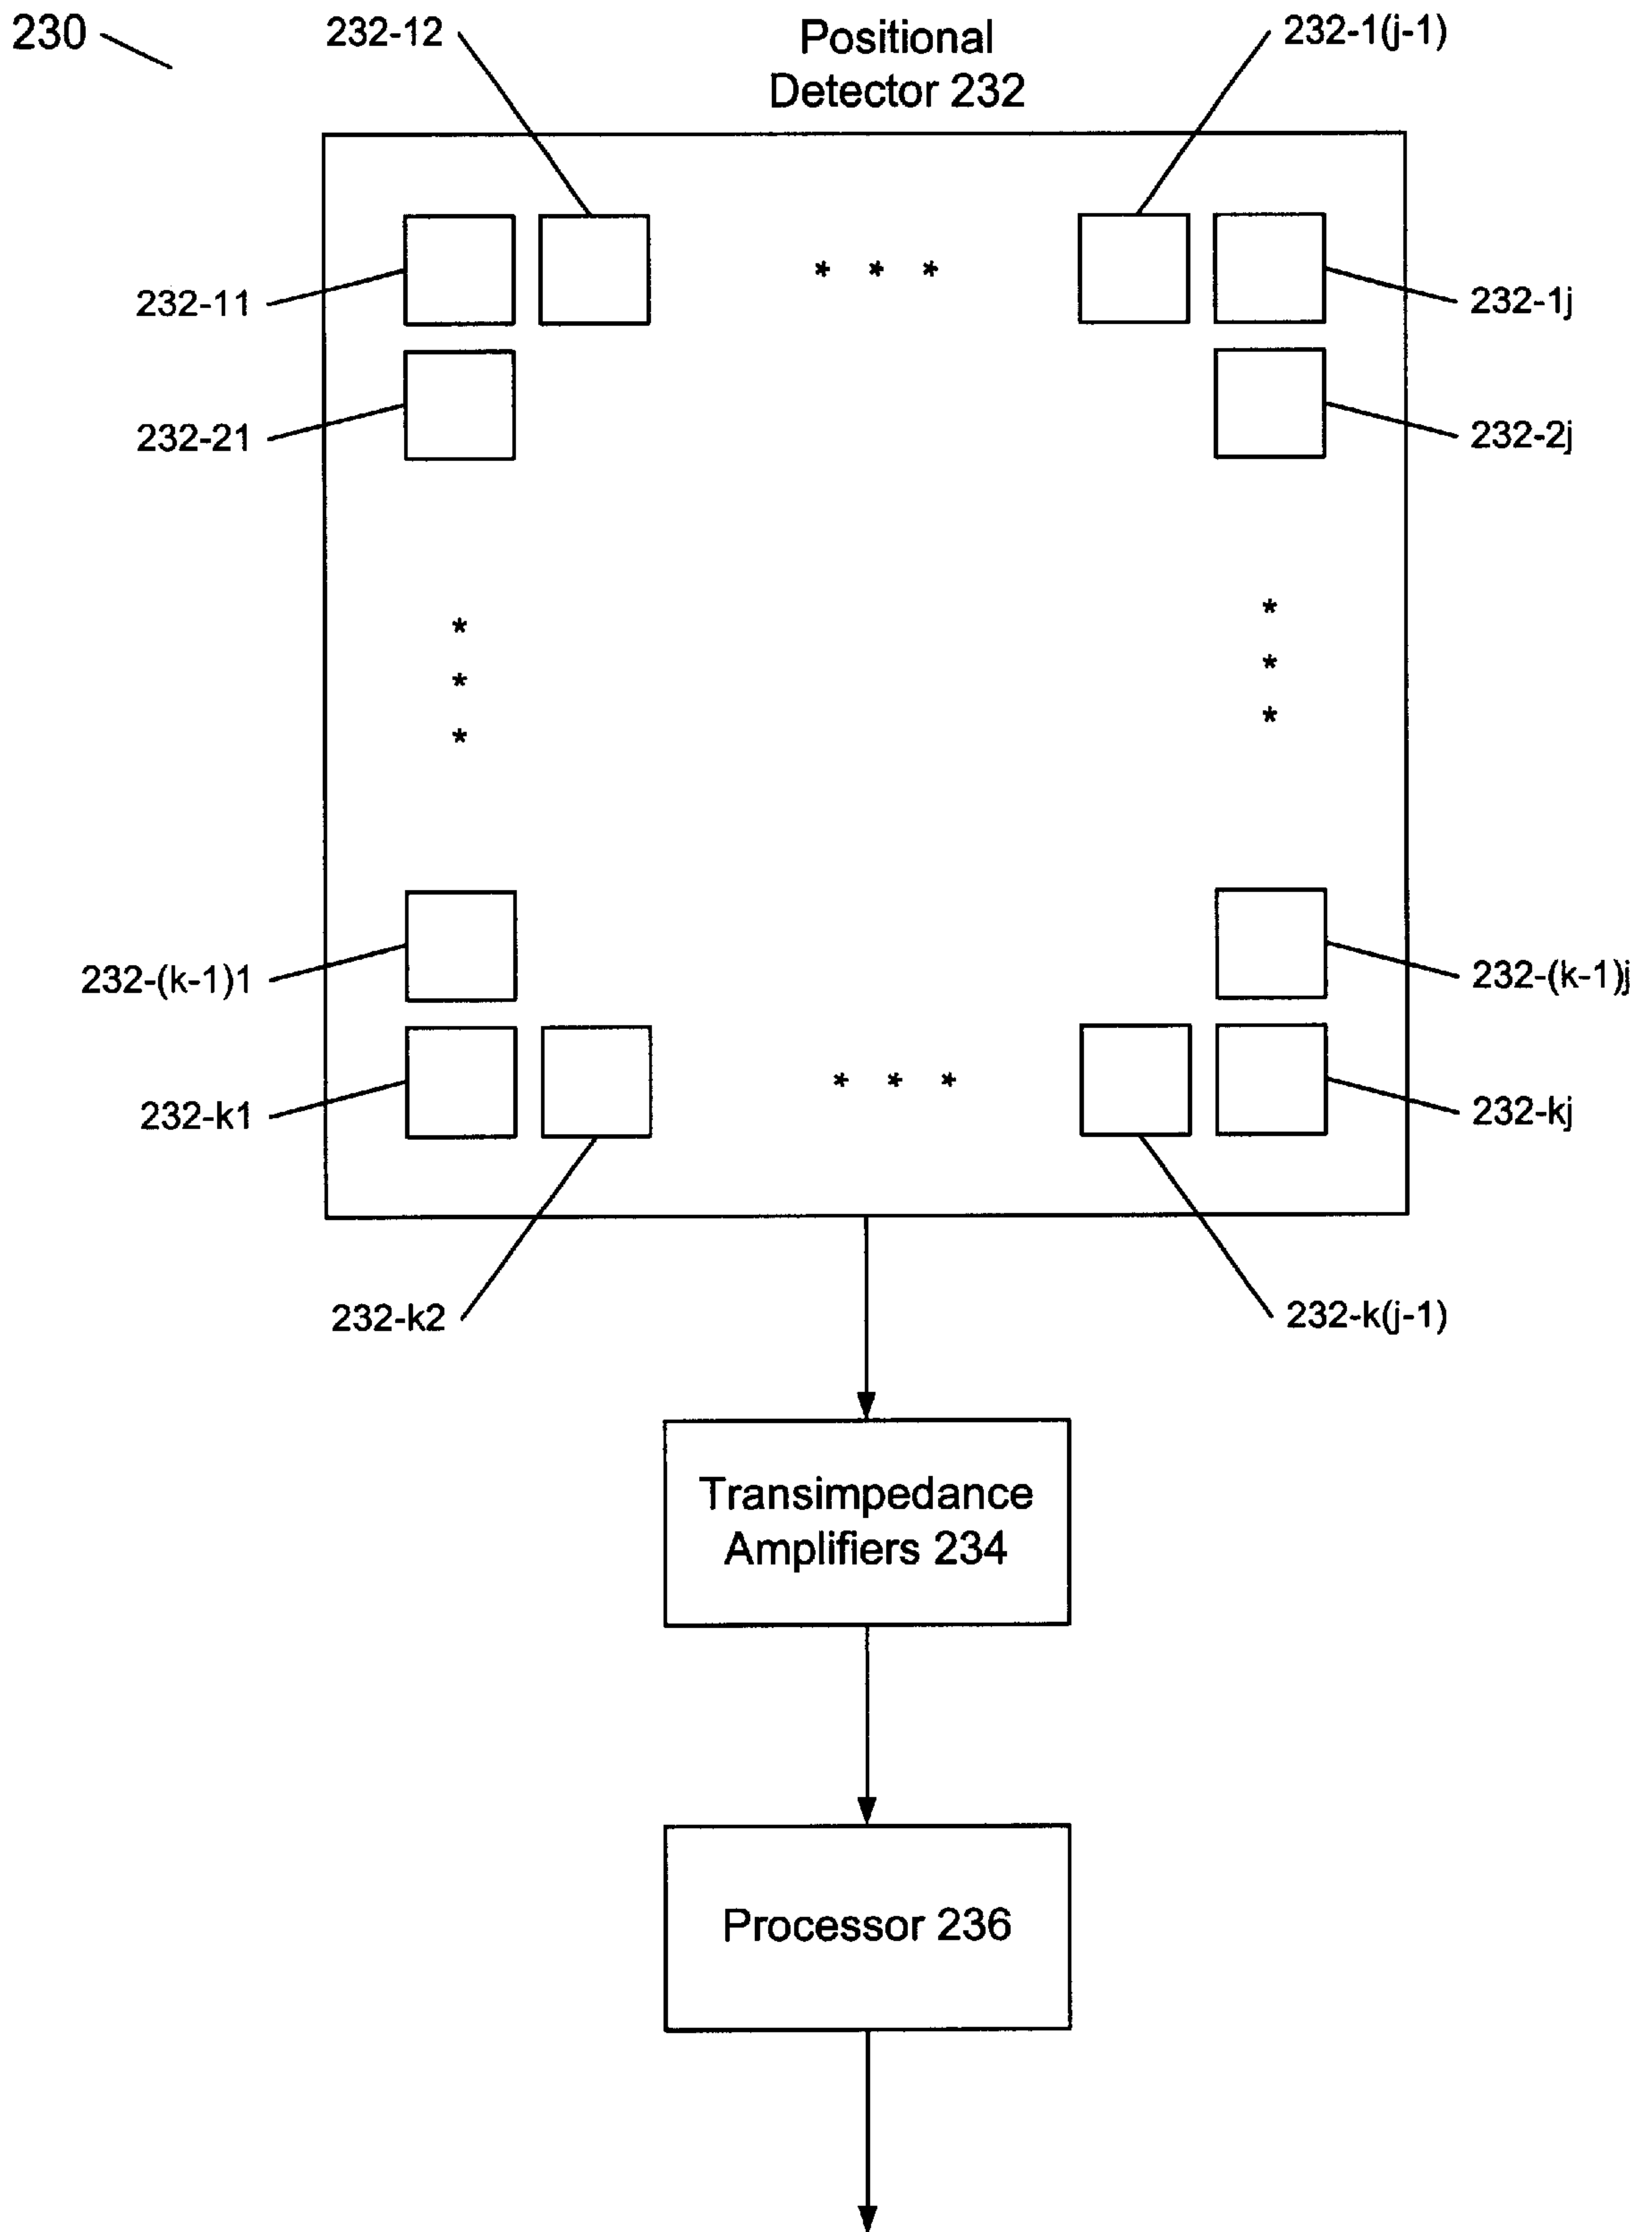 230
232-12
Positional
Detector 232
232-1(j-1)
232-11
232-1j
232-21
232-2j
* * *
*
*
*
*
*
*
232-(k-1)1
232-(k-1)j
232-k1
* * *
232-kj
232-k2
232-k(j-1)
Transimpedance
Amplifiers 234
Processor 236